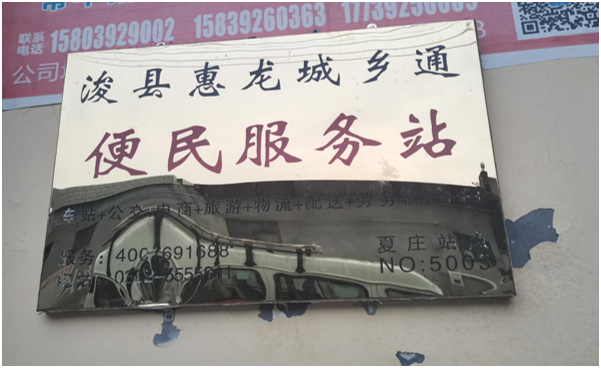 联系
电话 15803929002 15839260363
公司
浚县惠龙城乡通
便民服务站
车站+公交+电商+旅游+物流+配送+劳务
服务：4007691688
夏庄站
NO:5003